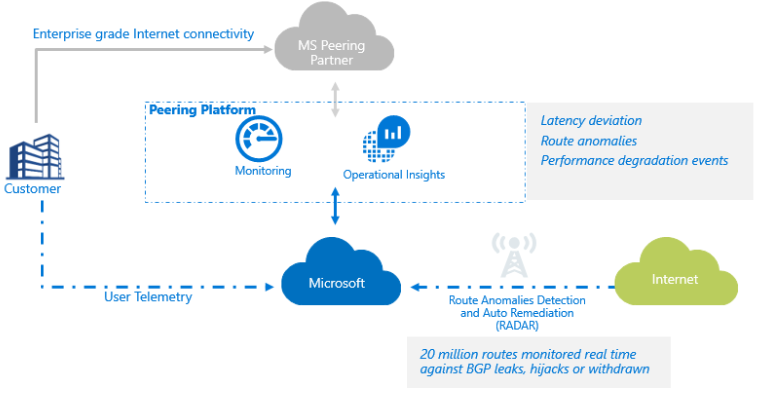 Enterprise grade Internet connectivity
MS Peering
Partner
Peering Platform
Monitoring
Operational Insights
Latency deviation
Route anomalies
Performance degradation events
Customer
User Telemetry
Microsoft
Internet
Route Anomalies Detection
and Auto Remediation
(RADAR)
20 million routes monitored real time
against BGP leaks, hijacks or withdrawn